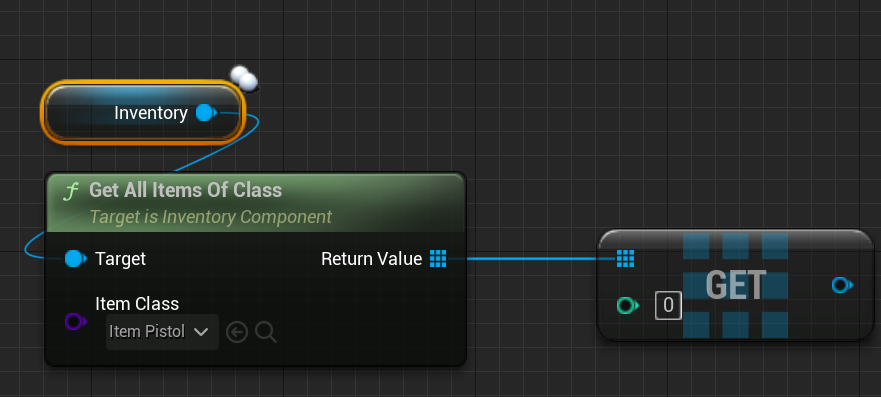 Inventory
f Get All Items Of Class
Target is Inventory Component
Target
Return Value
Item Class
Item Pistol
0
GET